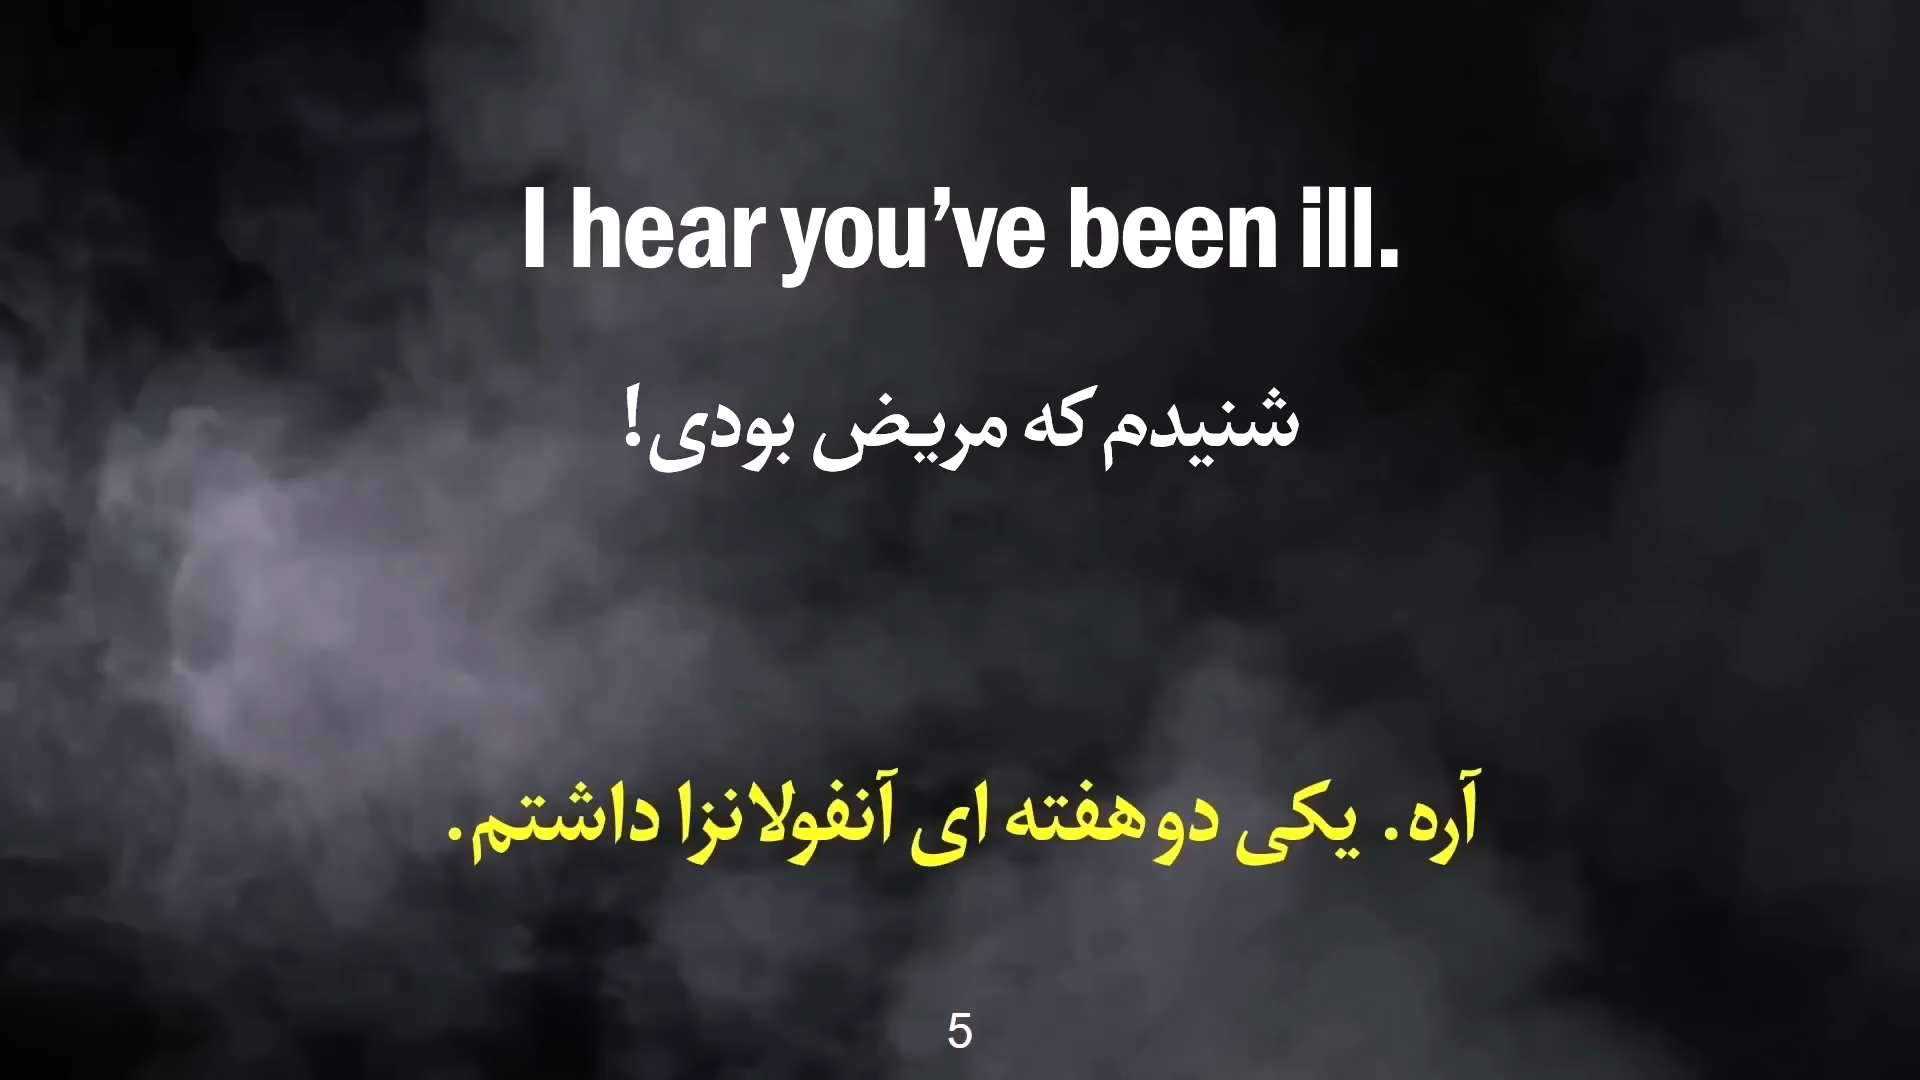 I hear you’ve been ill.
شنیدم که مریض بودی!
آره. یکی دو هفته ای آنفولانزا داشتم.
5